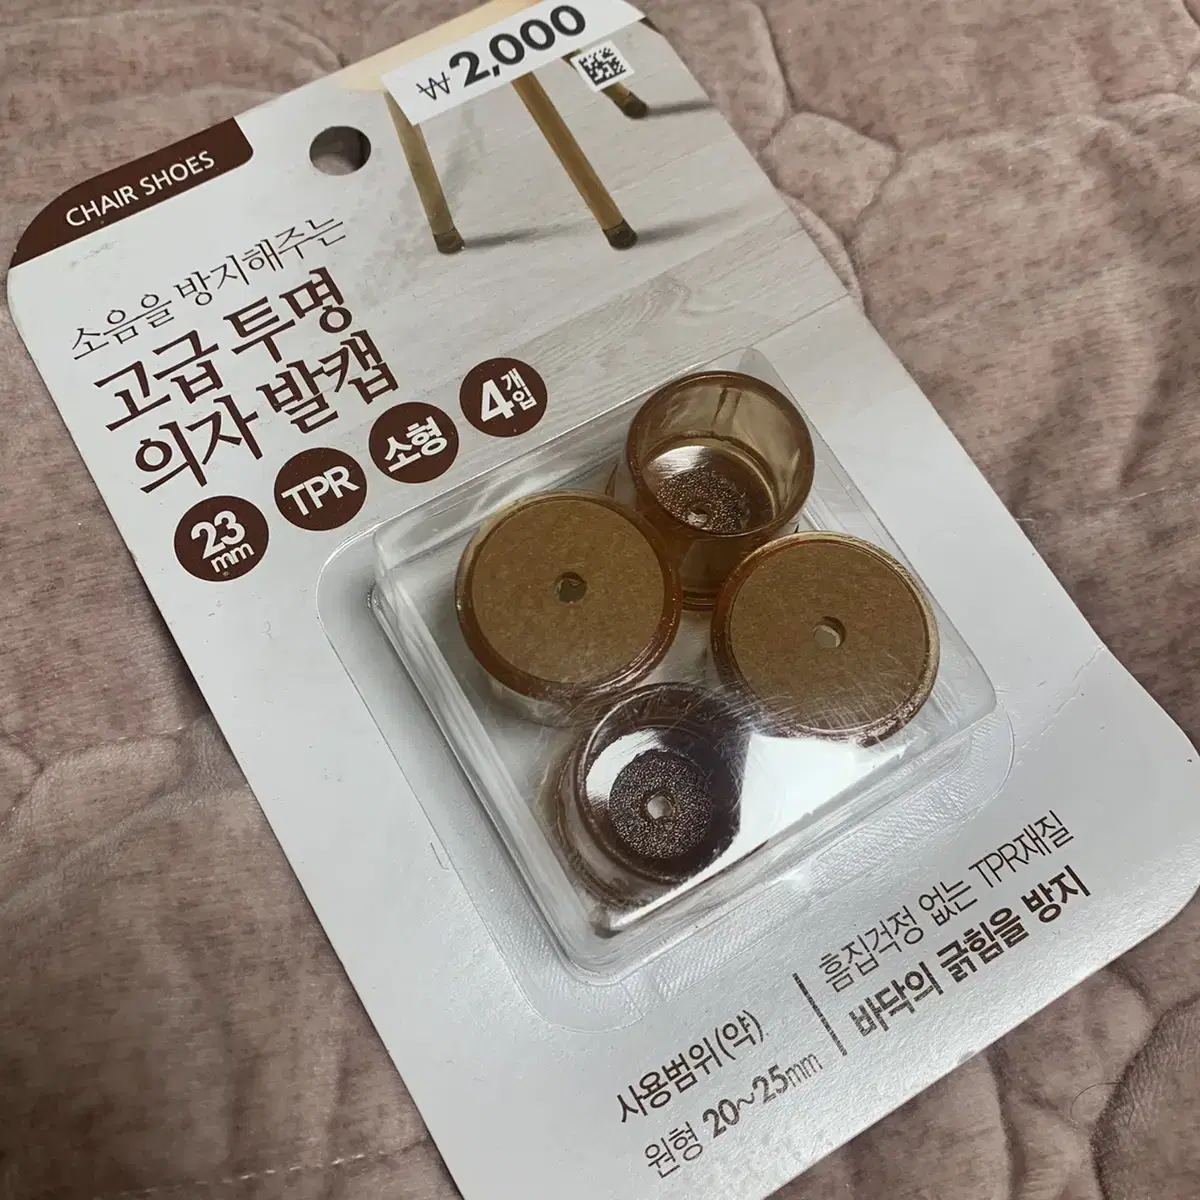 ₩2,000
CHAIR SHOES
소음을 방지해주는
고급 투명
의자 발캡
23mm
TPR
소형
4개입
흠집걱정 없는 TPR재질
바닥의 긁힘을 방지
사용범위(약)
원형 20~25mm